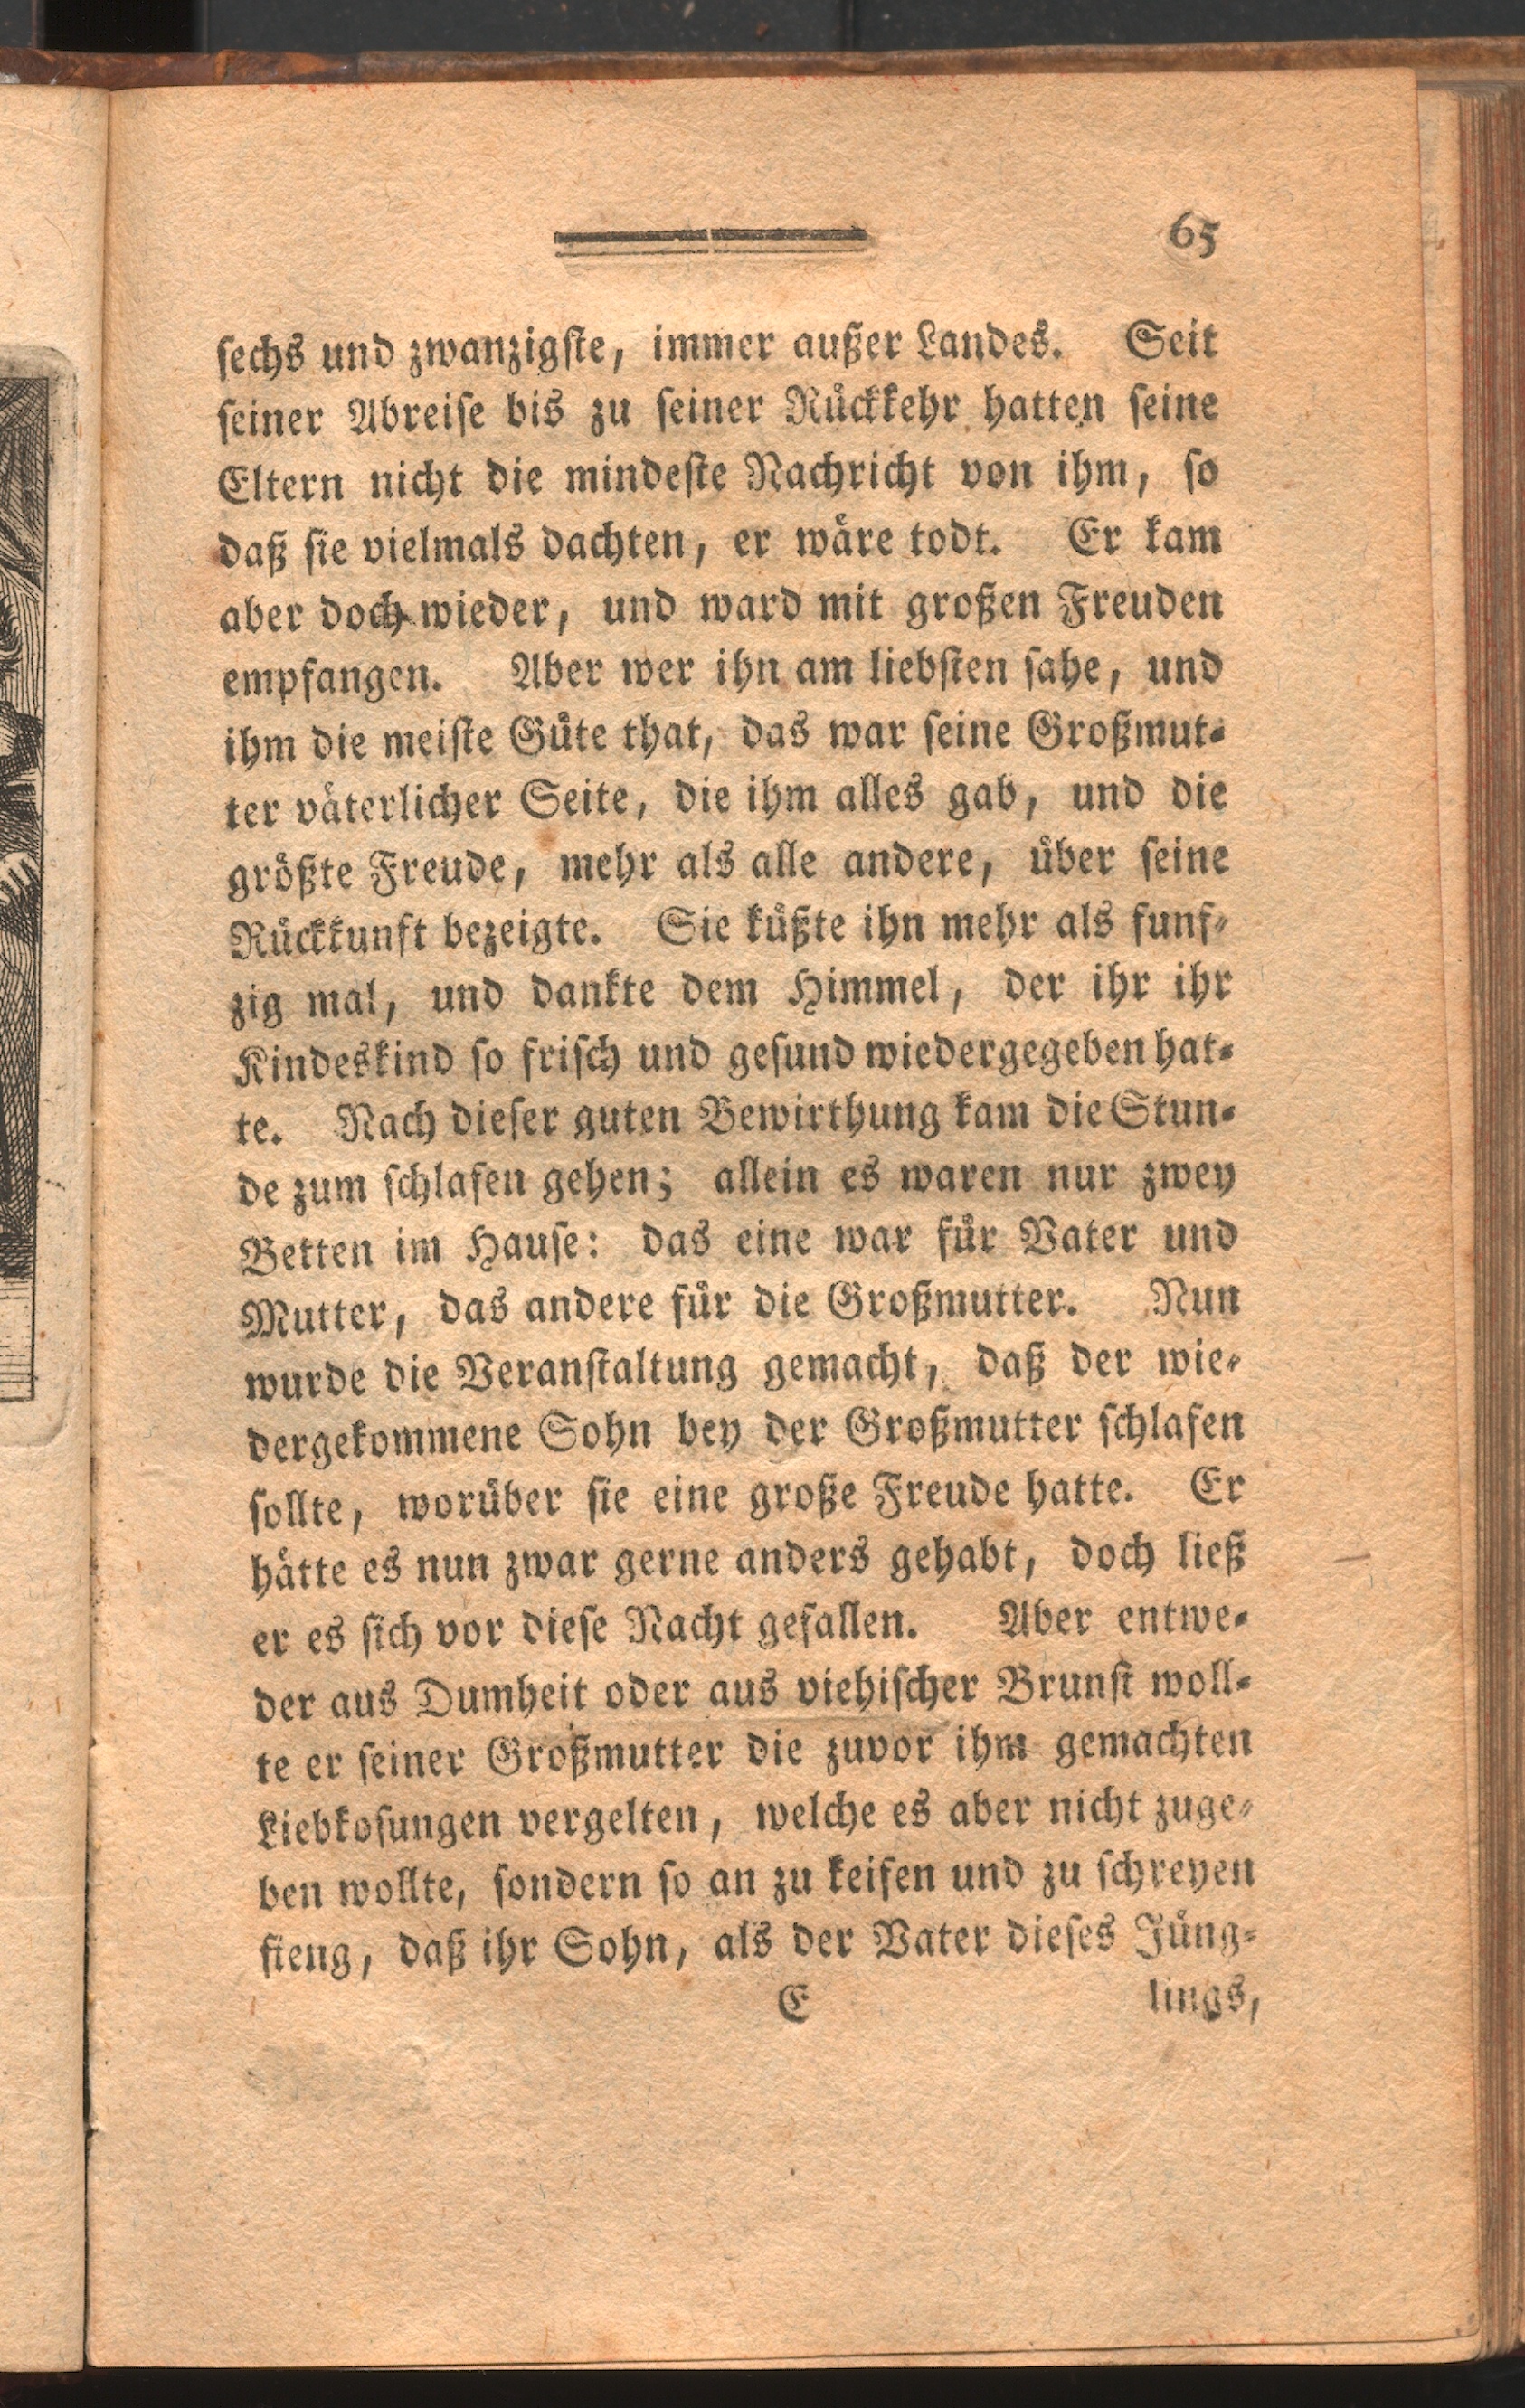 65
sechs und zwanzigste, immer außer Landes. Seit
seiner Abreise bis zu seiner Rückkehr hatten seine
Eltern nicht die mindeste Nachricht von ihm, so
daß sie vielmals dachten, er wäre todt. Er kam
aber doch wieder, und ward mit großen Freuden
empfangen. Aber wer ihn am liebsten sahe, und
ihm die meiste Güte that, das war seine Großmut-
ter väterlicher Seite, die ihm alles gab, und die
größte Freude, mehr als alle andere, über seine
Rückkunft bezeigte. Sie küßte ihn mehr als funf-
zig mal, und dankte dem Himmel, der ihr ihr
Kindeskind so frisch und gesund wiedergegeben hat-
te. Nach dieser guten Bewirthung kam die Stun-
de zum schlafen gehen; allein es waren nur zwey
Betten im Hause: das eine war für Vater und
Mutter, das andere für die Großmutter. Nun
wurde die Veranstaltung gemacht, daß der wie-
dergekommene Sohn bey der Großmutter schlafen
sollte, worüber sie eine große Freude hatte. Er
hätte es nun zwar gerne anders gehabt, doch ließ
er es sich vor diese Nacht gefallen. Aber entwe-
der aus Dumheit oder aus viehischer Brunst woll-
te er seiner Großmutter die zuvor ihm gemachten
Liebkosungen vergelten, welche es aber nicht zuge-
ben wollte, sondern so an zu keifen und zu schreyen
fieng, daß ihr Sohn, als der Vater dieses Jüng-
E lings,